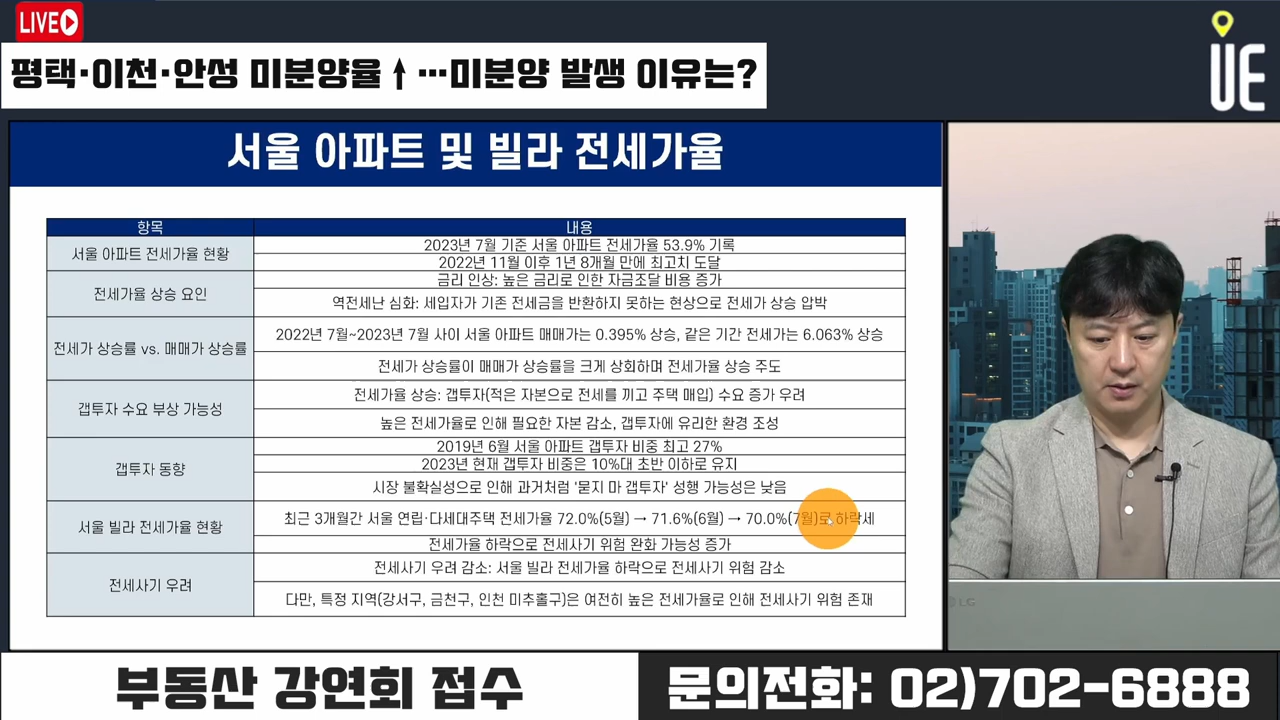 LIVE
평택·이천·안성 미분양율↑…미분양 발생 이유는?
UE
서울 아파트 및 빌라 전세가율
항목
내용
서울 아파트 전세가율 현황
2023년 7월 기준 서울 아파트 전세가율 53.9% 기록
2022년 11월 이후 1년 8개월 만에 최고치 도달
전세가율 상승 요인
금리 인상: 높은 금리로 인한 자금조달 비용 증가
역전세난 심화: 세입자가 기존 전세금을 반환하지 못하는 현상으로 전세가 상승 압박
전세가 상승률 vs. 매매가 상승률
2022년 7월~2023년 7월 사이 서울 아파트 매매가는 0.395% 상승, 같은 기간 전세가는 6.063% 상승
전세가 상승률이 매매가 상승률을 크게 상회하며 전세가율 상승 주도
갭투자 수요 부상 가능성
전세가율 상승: 갭투자(적은 자본으로 전세를 끼고 주택 매입) 수요 증가 우려
높은 전세가율로 인해 필요한 자본 감소, 갭투자에 유리한 환경 조성
갭투자 동향
2019년 6월 서울 아파트 갭투자 비중 최고 27%
2023년 현재 갭투자 비중은 10%대 초반 이하로 유지
시장 불확실성으로 인해 과거처럼 '묻지 마 갭투자' 성행 가능성은 낮음
서울 빌라 전세가율 현황
최근 3개월간 서울 연립·다세대주택 전세가율 72.0%(5월) → 71.6%(6월) → 70.0%(7월)로 하락세
전세가율 하락으로 전세사기 위험 완화 가능성 증가
전세사기 우려
전세사기 우려 감소: 서울 빌라 전세가율 하락으로 전세사기 위험 감소
다만, 특정 지역(강서구, 금천구, 인천 미추홀구)은 여전히 높은 전세가율로 인해 전세사기 위험 존재
LG
부동산 강연회 접수
문의전화: 02)702-6888